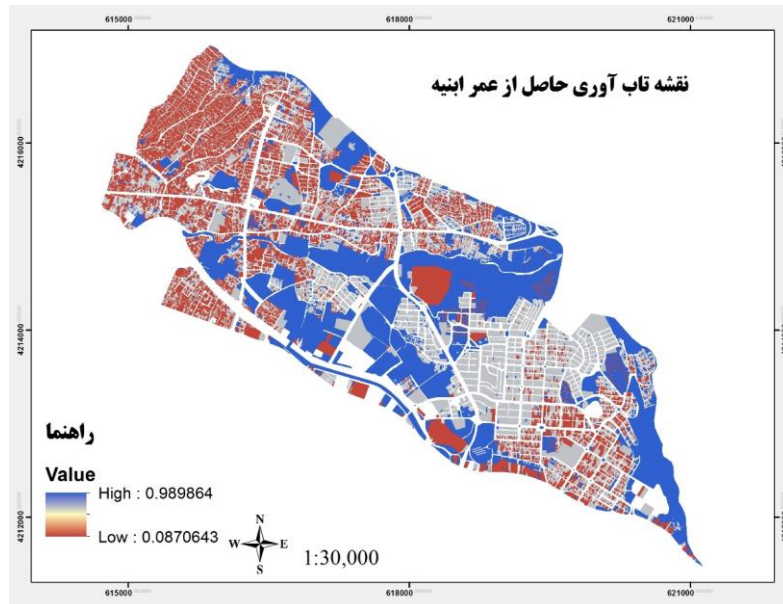 615000 618000 621000
نقشه تاب آوری حاصل از عمر ابنیه
4216000
4214000
4212000
راهنما
Value
High : 0.989864
Low : 0.0870643
N
W E
S
1:30,000
615000 618000 621000